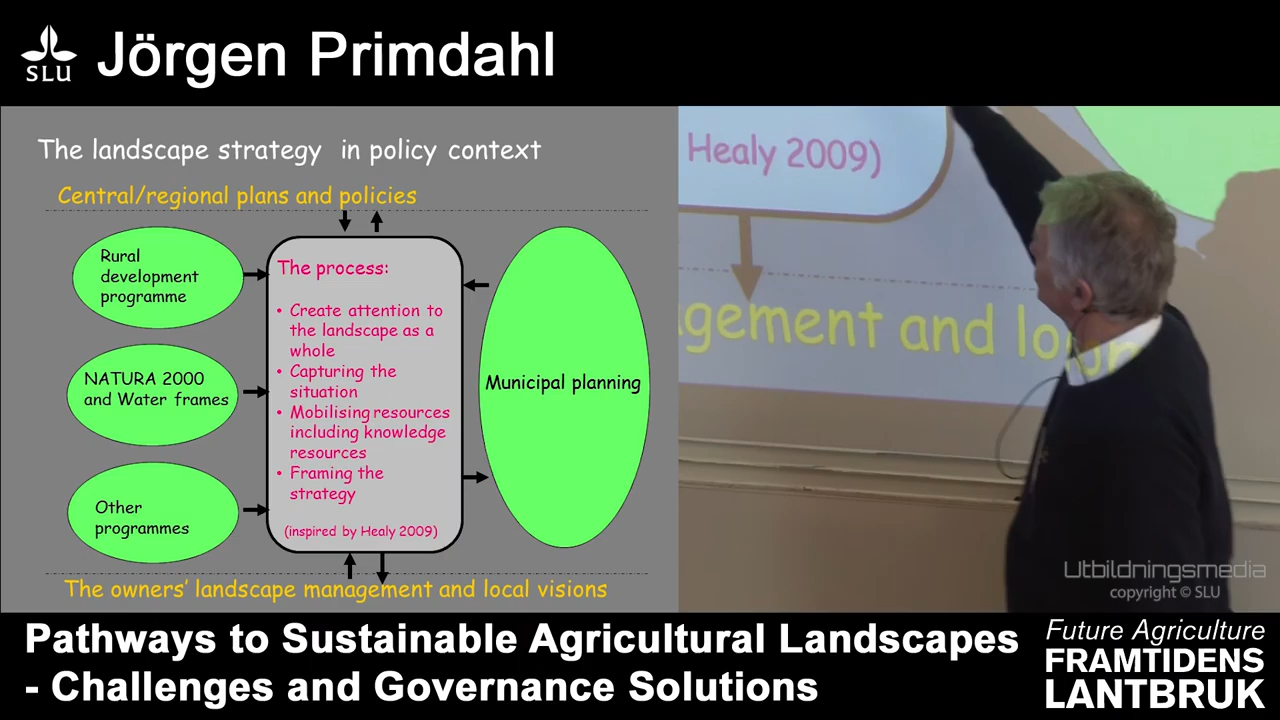 SLU
Jörgen Primdahl
The landscape strategy in policy context
Central/regional plans and policies
Rural
development
programme
NATURA 2000
and Water frames
Other
programmes
The process:
• Create attention to
the landscape as a
whole
• Capturing the
situation
• Mobilising resources
including knowledge
resources
• Framing the
strategy
(inspired by Healy 2009)
Municipal planning
The owners' landscape management and local visions
Healy 2009)
gement and lo
Utbildningsmedia
copyright © SLU
Pathways to Sustainable Agricultural Landscapes
- Challenges and Governance Solutions
Future Agriculture
FRAMTIDENS
LANTBRUK